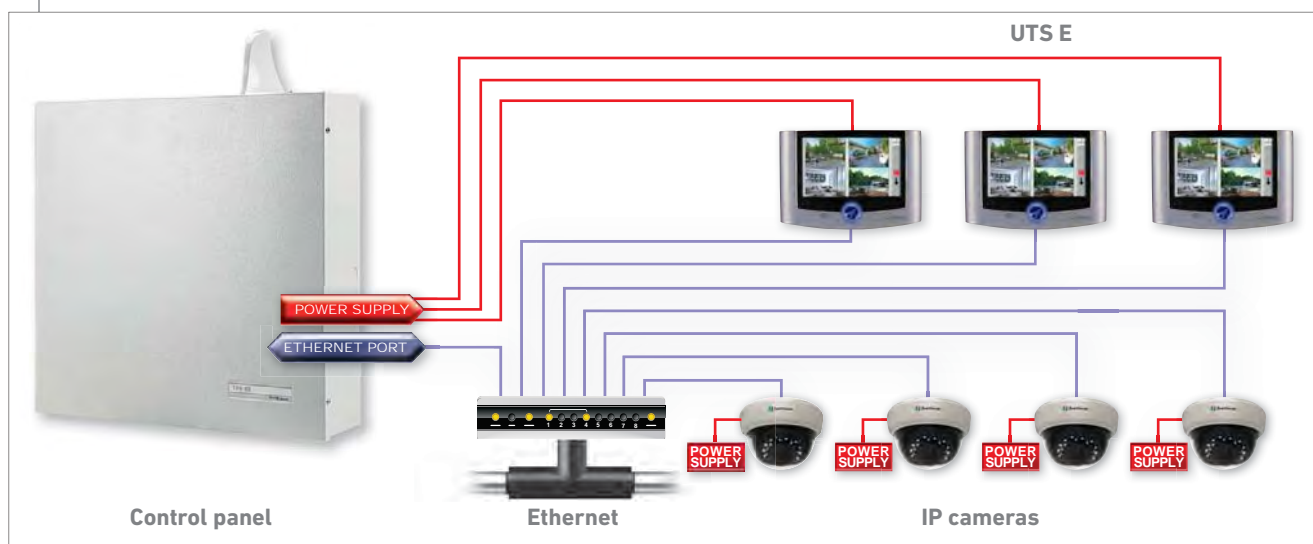 UTS E
POWER SUPPLY
ETHERNET PORT
1 2 3 4 5 6 7 8
POWER
SUPPLY
POWER
SUPPLY
POWER
SUPPLY
POWER
SUPPLY
Control panel
Ethernet
IP cameras